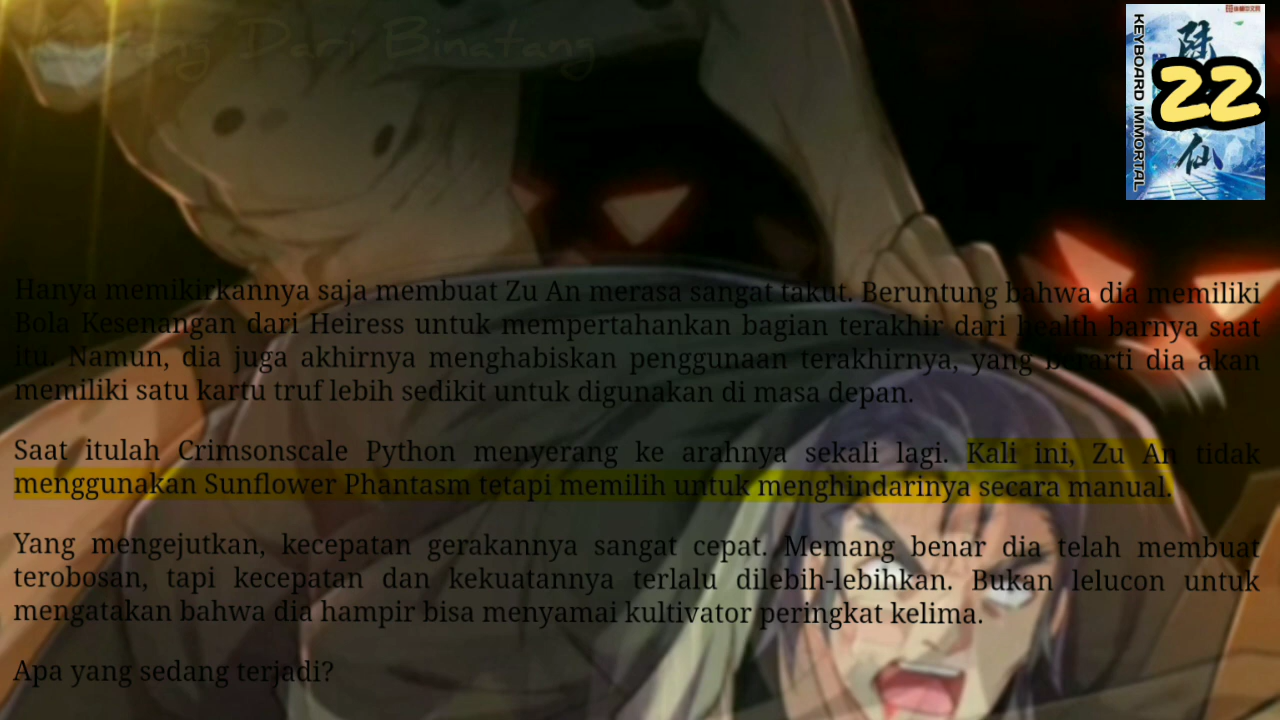 Kurang Dari Binatang
陆
仙
KEYBOARD IMMORTAL
22
Hanya memikirkannya saja membuat Zu An merasa sangat takut. Beruntung bahwa dia memiliki
Bola Kesenangan dari Heiress untuk mempertahankan bagian terakhir dari health barnya saat
itu. Namun, dia juga akhirnya menghabiskan penggunaan terakhirnya, yang berarti dia akan
memiliki satu kartu truf lebih sedikit untuk digunakan di masa depan.
Saat itulah Crimsonscale Python menyerang ke arahnya sekali lagi. Kali ini, Zu An tidak
menggunakan Sunflower Phantasm tetapi memilih untuk menghindarinya secara manual.
Yang mengejutkan, kecepatan gerakannya sangat cepat. Memang benar dia telah membuat
terobosan, tapi kecepatan dan kekuatannya terlalu dilebih-lebihkan. Bukan lelucon untuk
mengatakan bahwa dia hampir bisa menyamai kultivator peringkat kelima.
Apa yang sedang terjadi?